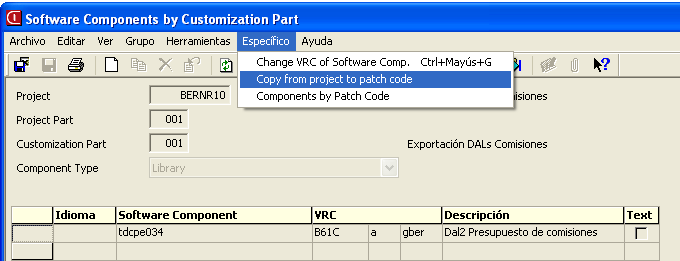 Software Components by Customization Part
Archivo Editar Ver Grupo Herramientas Específico Ayuda
Change VRC of Software Comp. Ctrl+Mayús+G
Copy from project to patch code
Components by Patch Code
Project BERNR10 isiones
Project Part 001
Customization Part 001 Exportación DALs Comisiones
Component Type Library
Idioma Software Component VRC Descripción Text
tdcpe034 B61C a gber Dal2 Presupuesto de comisiones